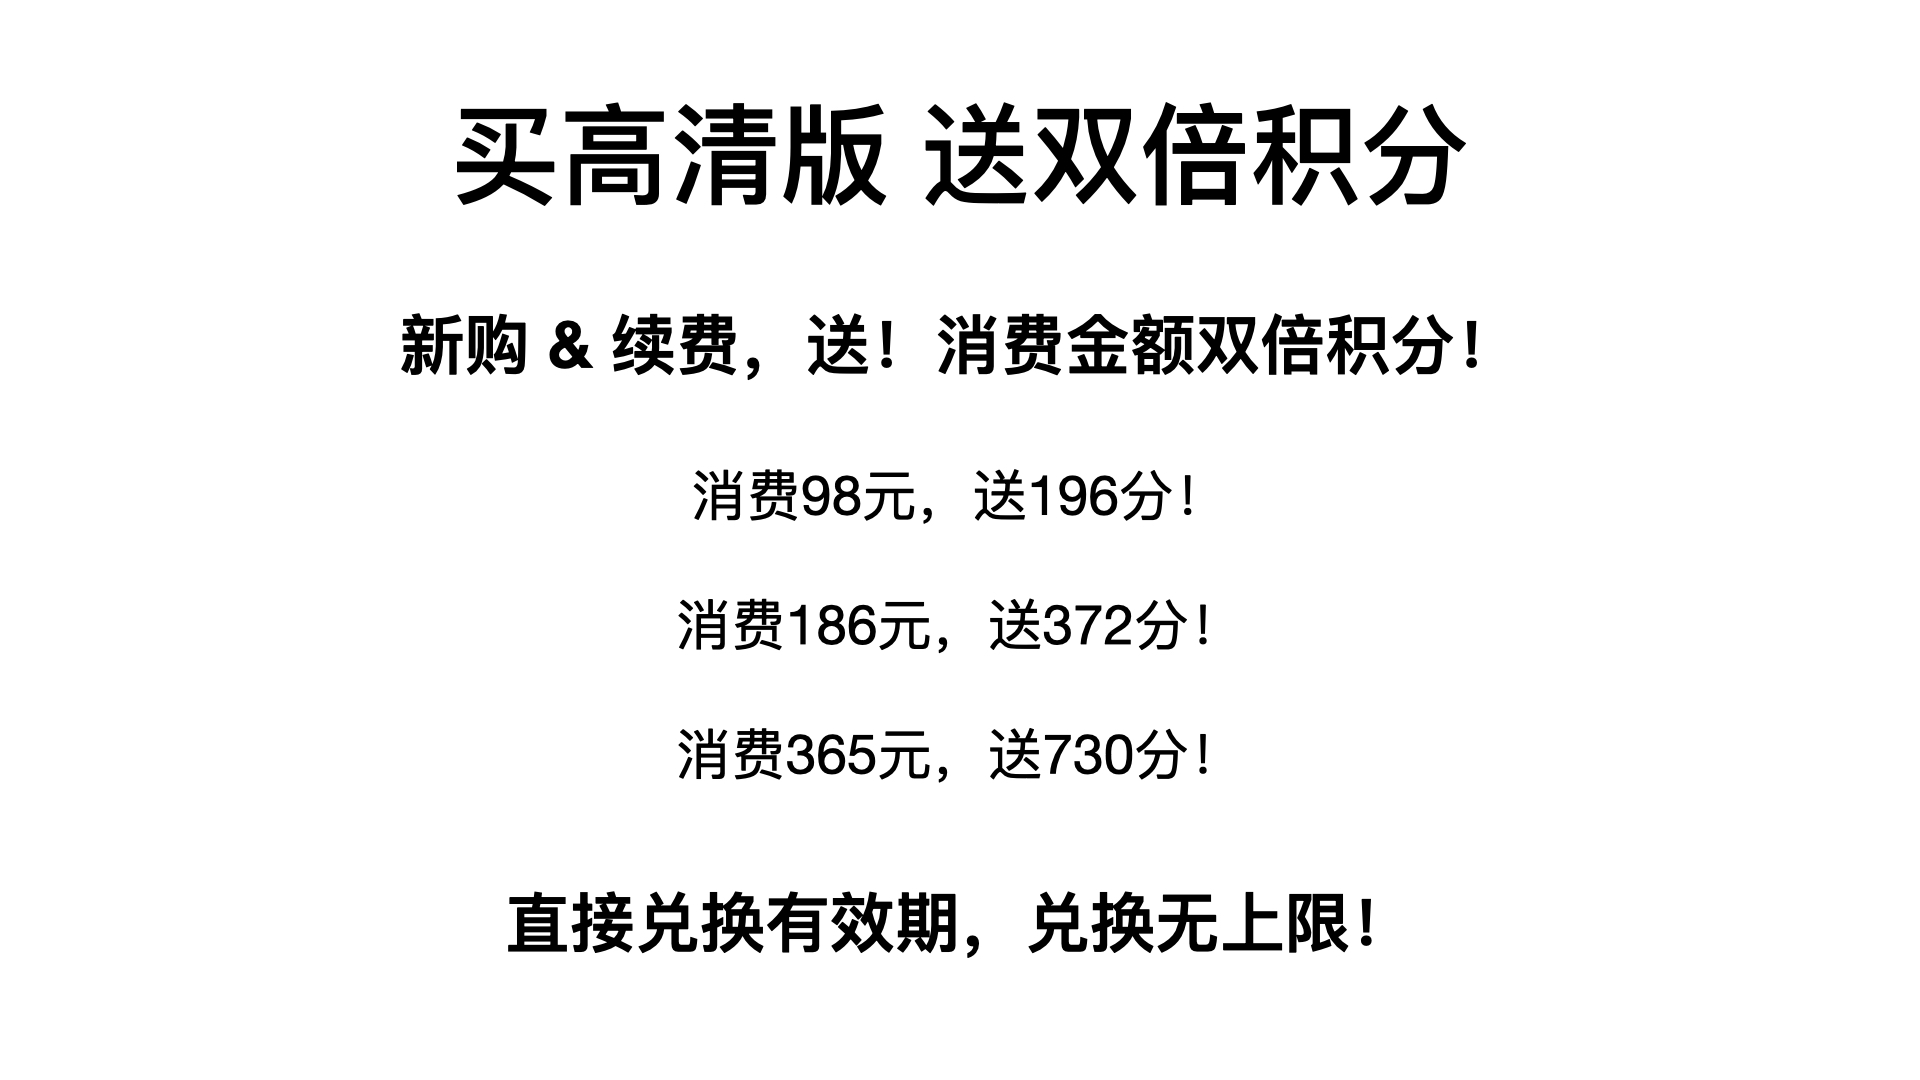 买高清版 送双倍积分
新购 & 续费，送！消费金额双倍积分！
消费98元，送196分！
消费186元，送372分！
消费365元，送730分！
直接兑换有效期，兑换无上限！